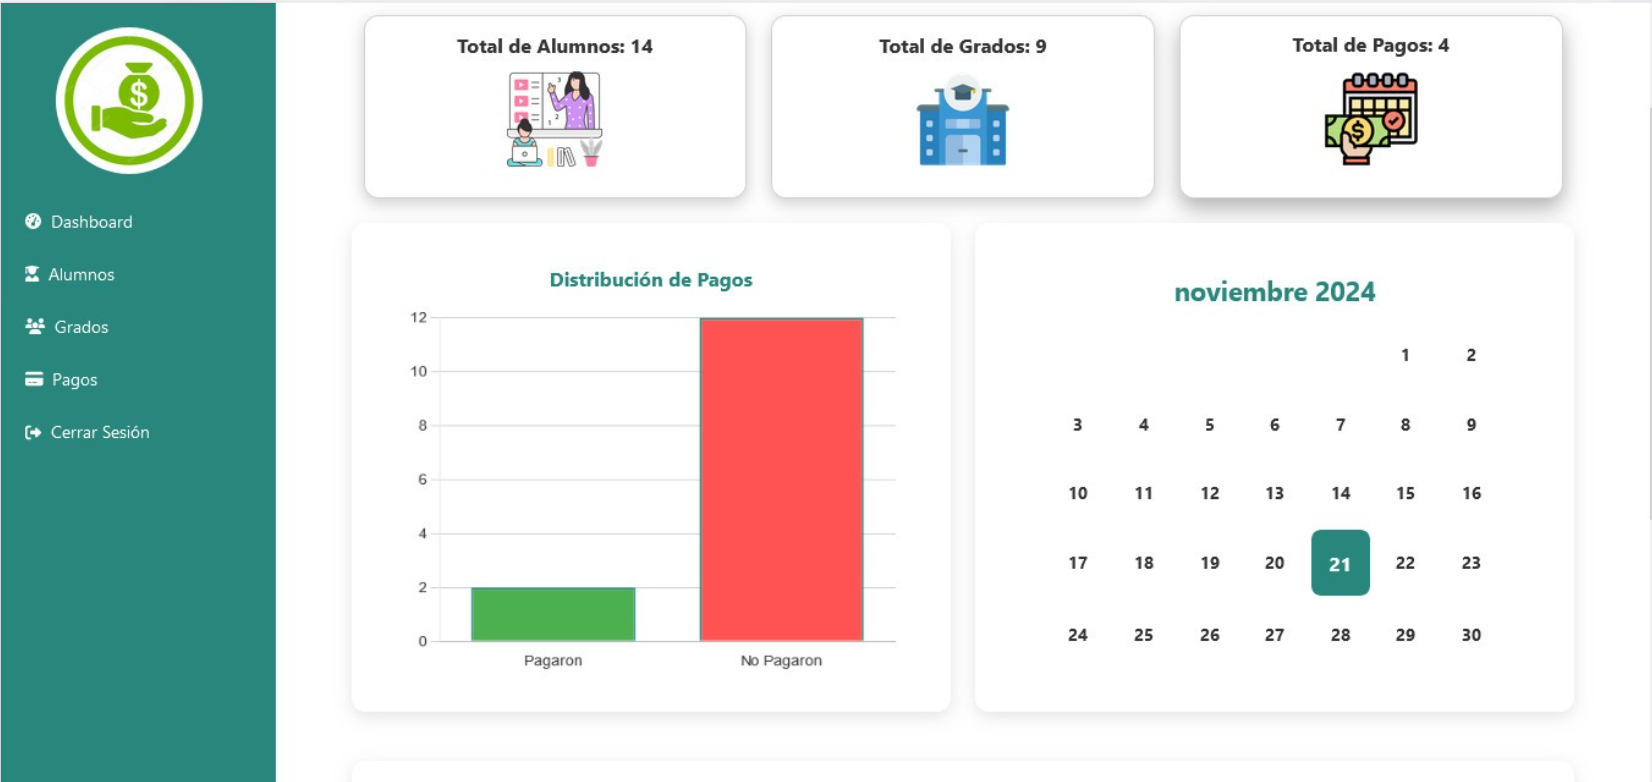 $
Dashboard
Alumnos
Grados
Pagos
Cerrar Sesión
Total de Alumnos: 14
3
1 2
Total de Grados: 9
Total de Pagos: 4
$
Distribución de Pagos
12
10
8
6
4
2
0
Pagaron No Pagaron
noviembre 2024
1 2
3 4 5 6 7 8 9
10 11 12 13 14 15 16
17 18 19 20 21 22 23
24 25 26 27 28 29 30